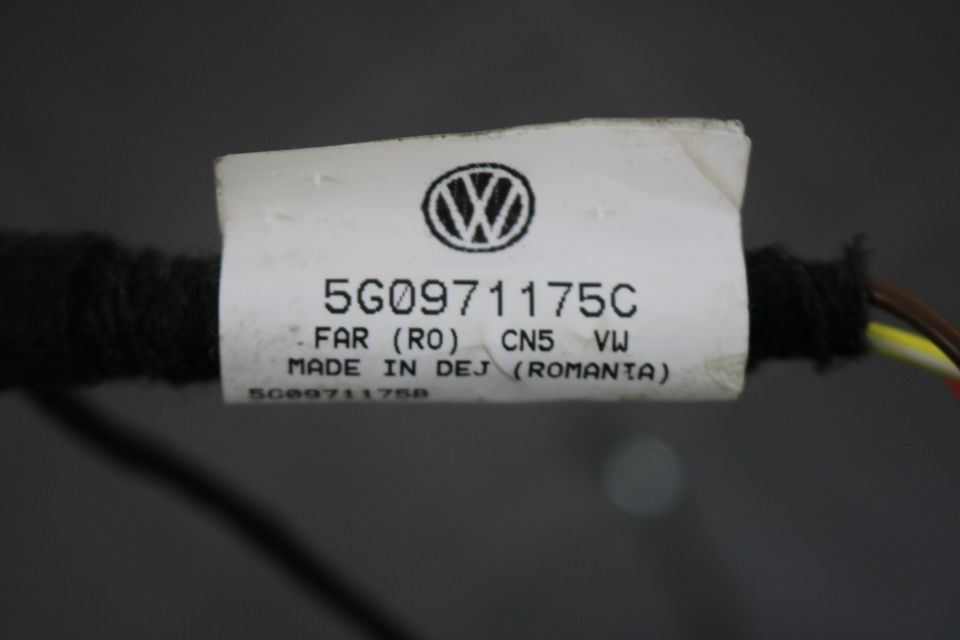 5G0971175C
FAR (RO) CN5 VW
MADE IN DEJ (ROMANIA)
5G0971175B